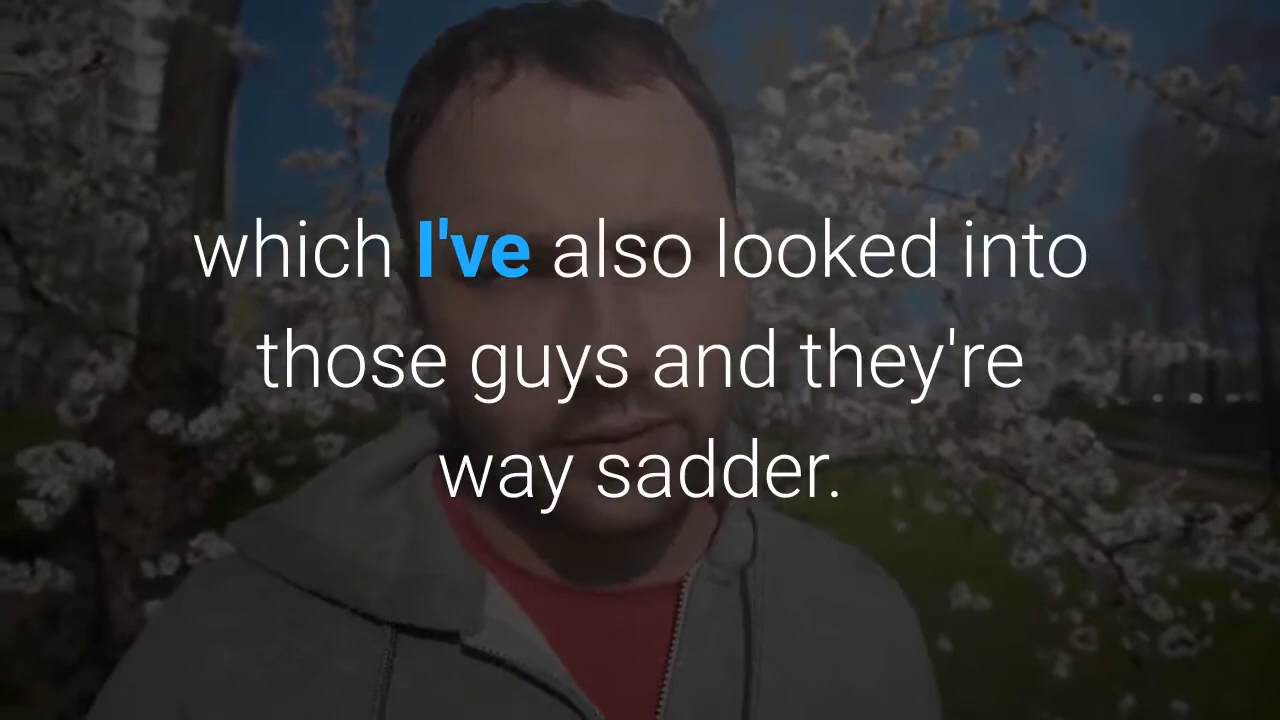 which I've also looked into
those guys and they're
way sadder.